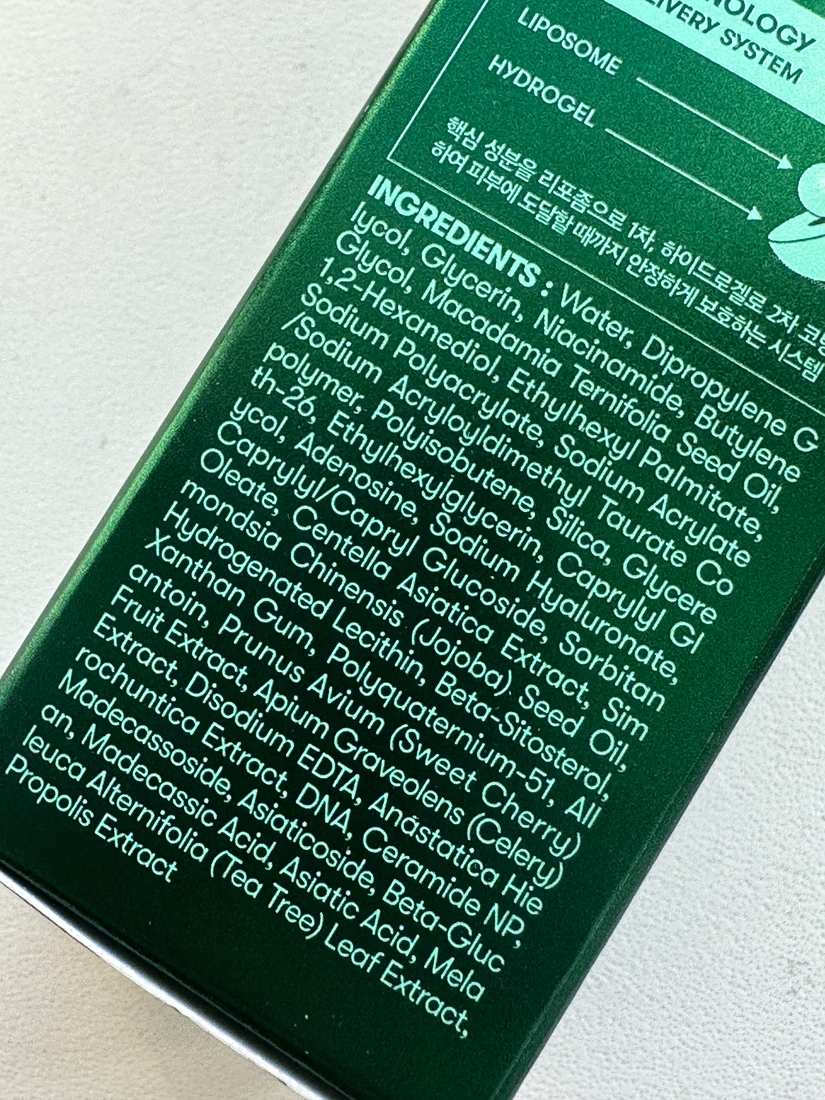 LIVERY SYSTEM
LIPOSOME
HYDROGEL
핵심 성분을 리포좀으로 1차, 하이드로겔로 2차 코팅
하여 피부에 도달할 때까지 안정하게 보호하는 시스템
INGREDIENTS : Water, Dipropylene G
lycol, Glycerin, Niacinamide, Butylene
Glycol, Macadamia Ternifolia Seed Oil,
1,2-Hexanediol, Ethylhexyl Palmitate,
Sodium Polyacrylate, Sodium Acrylate
/Sodium Acryloyldimethyl Taurate Co
polymer, Polyisobutene, Silica, Glycere
th-26, Ethylhexylglycerin, Caprylyl Gl
ycol, Adenosine, Sodium Hyaluronate,
Caprylyl/Capryl Glucoside, Sorbitan
Oleate, Centella Asiatica Extract, Sim
mondsia Chinensis (Jojoba) Seed Oil,
Hydrogenated Lecithin, Beta-Sitosterol,
Xanthan Gum, Polyquaternium-51, All
antoin, Prunus Avium (Sweet Cherry)
Fruit Extract, Apium Graveolens (Celery)
Extract, Disodium EDTA, Anastatica Hie
rochuntica Extract, DNA, Ceramide NP,
Madecassoside, Asiaticoside, Beta-Gluc
an, Madecassic Acid, Asiatic Acid, Mela
leuca Alternifolia (Tea Tree) Leaf Extract,
Propolis Extract